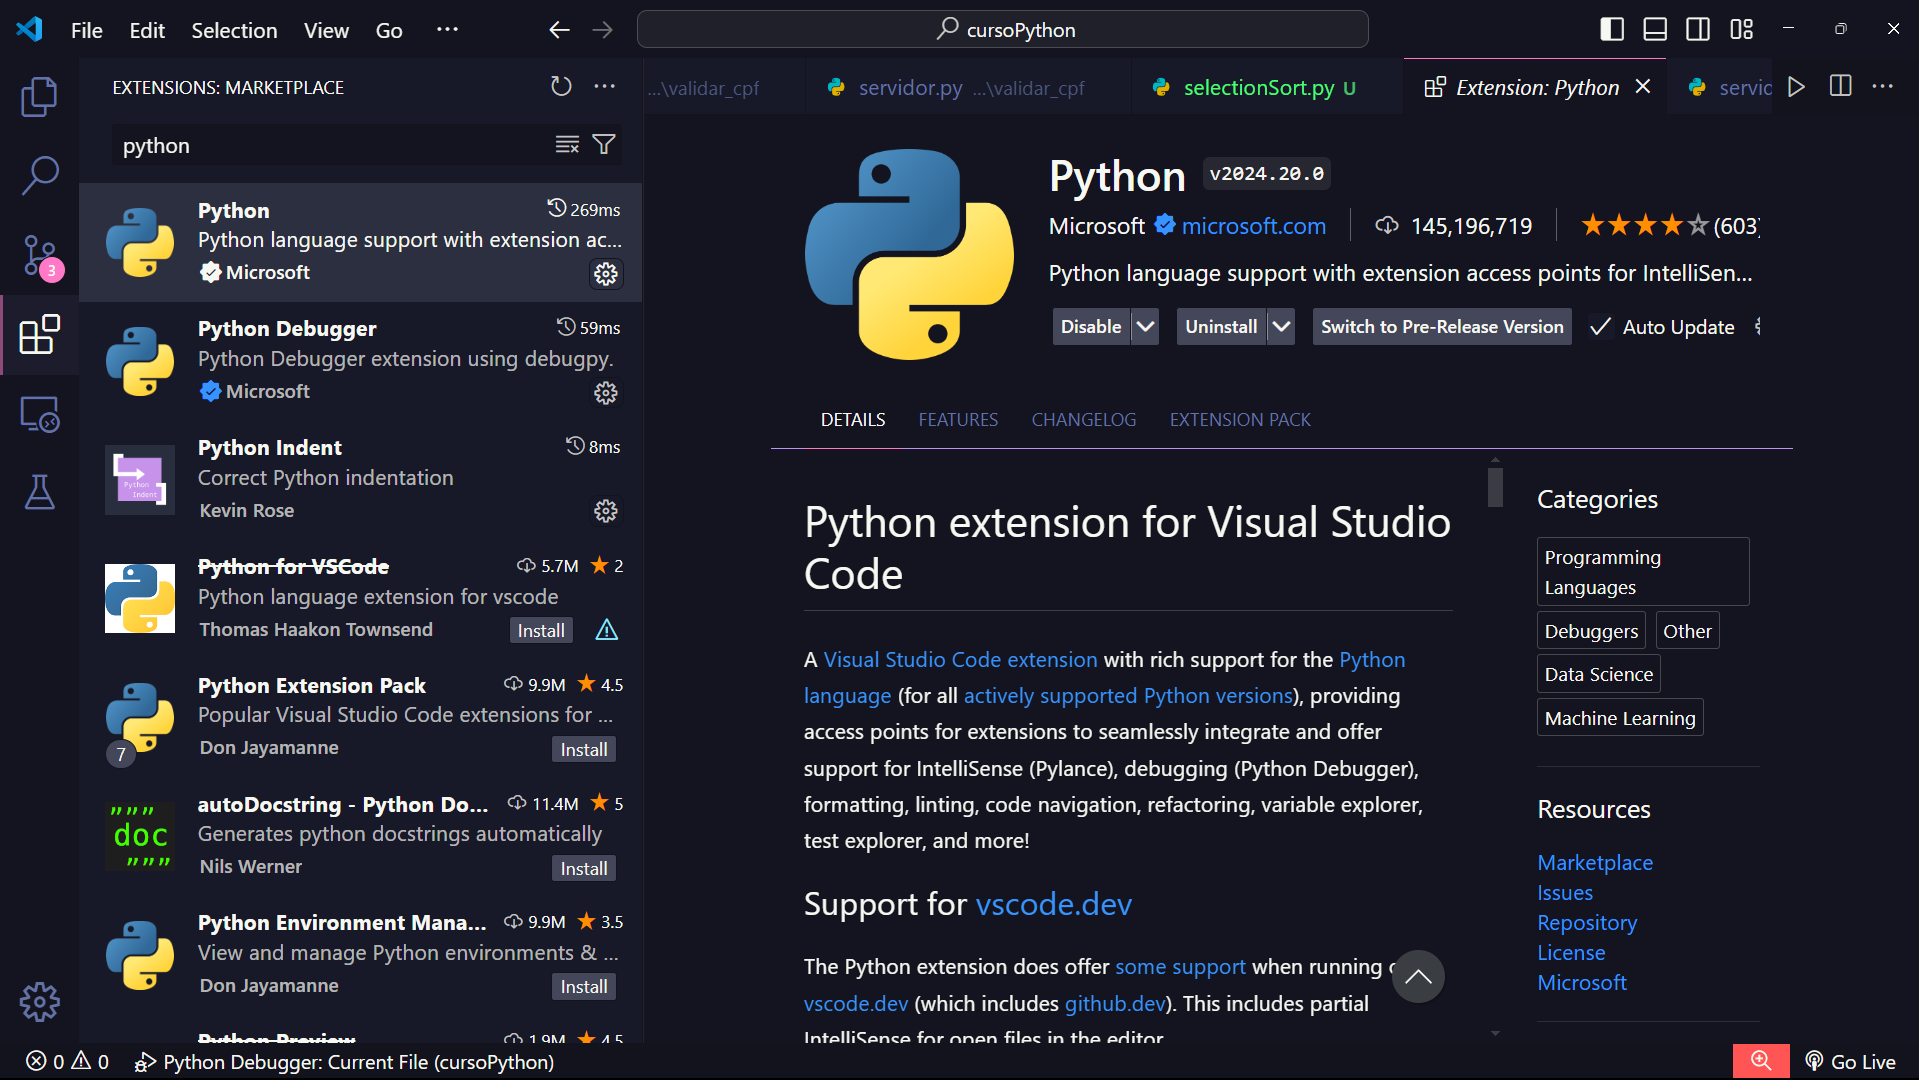 File Edit Selection View Go ···
cursoPython
EXTENSIONS: MARKETPLACE
...\validar_cpf
servidor.py ...\validar_cpf
selectionSort.py U
Extension: Python
servid
python
Python 269ms
Python language support with extension ac...
Microsoft
Python Debugger 59ms
Python Debugger extension using debugpy.
Microsoft
Python Indent 8ms
Correct Python indentation
Kevin Rose
Python Indent
Python for VSCode 5.7M 2
Python language extension for vscode
Thomas Haakon Townsend Install
Python Extension Pack 9.9M 4.5
Popular Visual Studio Code extensions for ...
Don Jayamanne Install
7
autoDocstring - Python Do... 11.4M 5
Generates python docstrings automatically
Nils Werner Install
""" doc """
Python Environment Mana... 9.9M 3.5
View and manage Python environments & ...
Don Jayamanne Install
Python Preview 1.9M 4.5
3
Python v2024.20.0
Microsoft microsoft.com 145,196,719 (603)
Python language support with extension access points for IntelliSen...
Disable Uninstall Switch to Pre-Release Version Auto Update
DETAILS FEATURES CHANGELOG EXTENSION PACK
Python extension for Visual Studio
Code
A Visual Studio Code extension with rich support for the Python
language (for all actively supported Python versions), providing
access points for extensions to seamlessly integrate and offer
support for IntelliSense (Pylance), debugging (Python Debugger),
formatting, linting, code navigation, refactoring, variable explorer,
test explorer, and more!
Support for vscode.dev
The Python extension does offer some support when running
vscode.dev (which includes github.dev). This includes partial
IntelliSense for open files in the editor.
Categories
Programming
Languages
Debuggers Other
Data Science
Machine Learning
Resources
Marketplace
Issues
Repository
License
Microsoft
0 0 Python Debugger: Current File (cursoPython)
Go Live